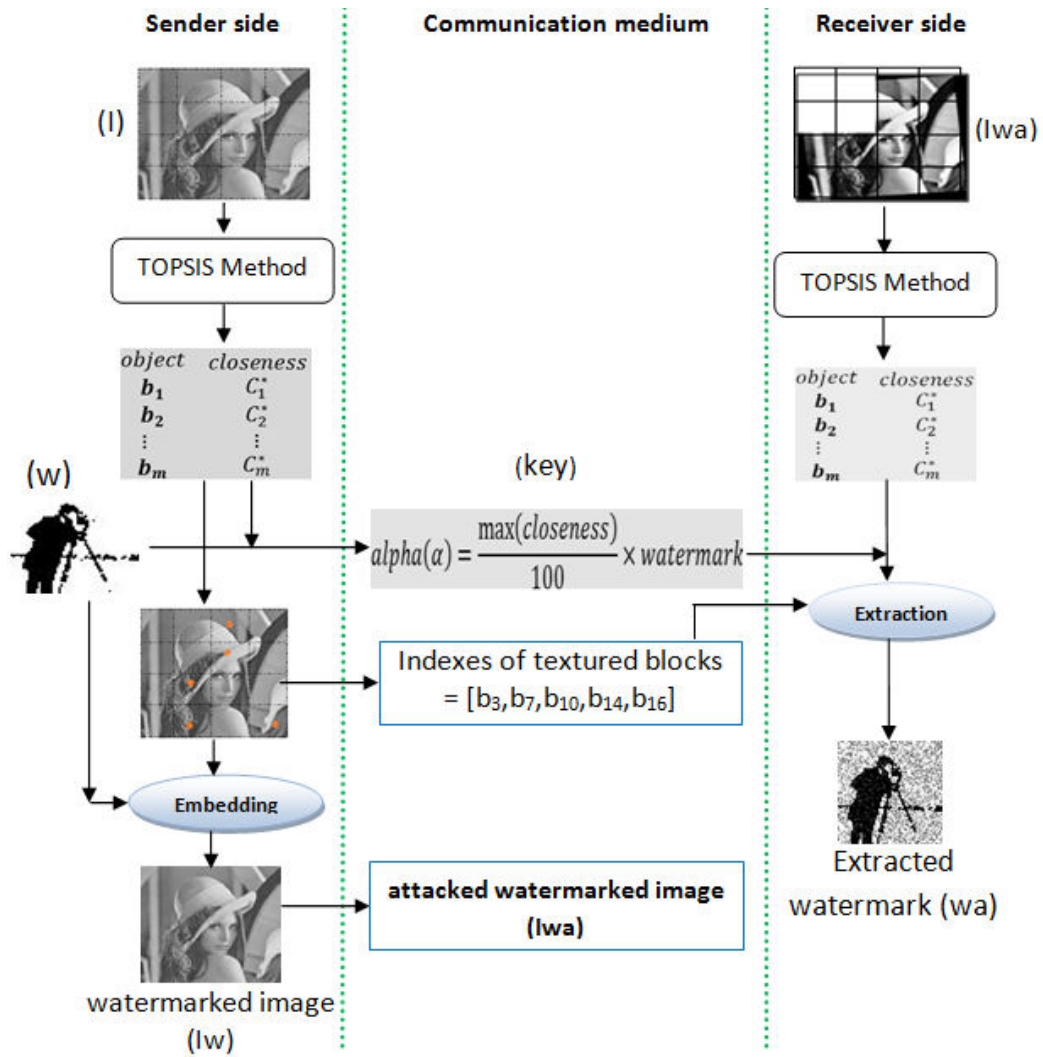 Sender side
Communication medium
Receiver side
(I)
(Iwa)
TOPSIS Method
TOPSIS Method
object closeness
b₁ C₁*
b₂ C₂*
⋮ ⋮
bₘ Cₘ*
object closeness
b₁ C₁*
b₂ C₂*
⋮ ⋮
bₘ Cₘ*
(w)
(key)
alpha(α) = max(closeness)/100 × watermark
Extraction
Indexes of textured blocks
= [b₃,b₇,b₁₀,b₁₄,b₁₆]
Embedding
attacked watermarked image
(Iwa)
Extracted
watermark (wa)
watermarked image
(Iw)